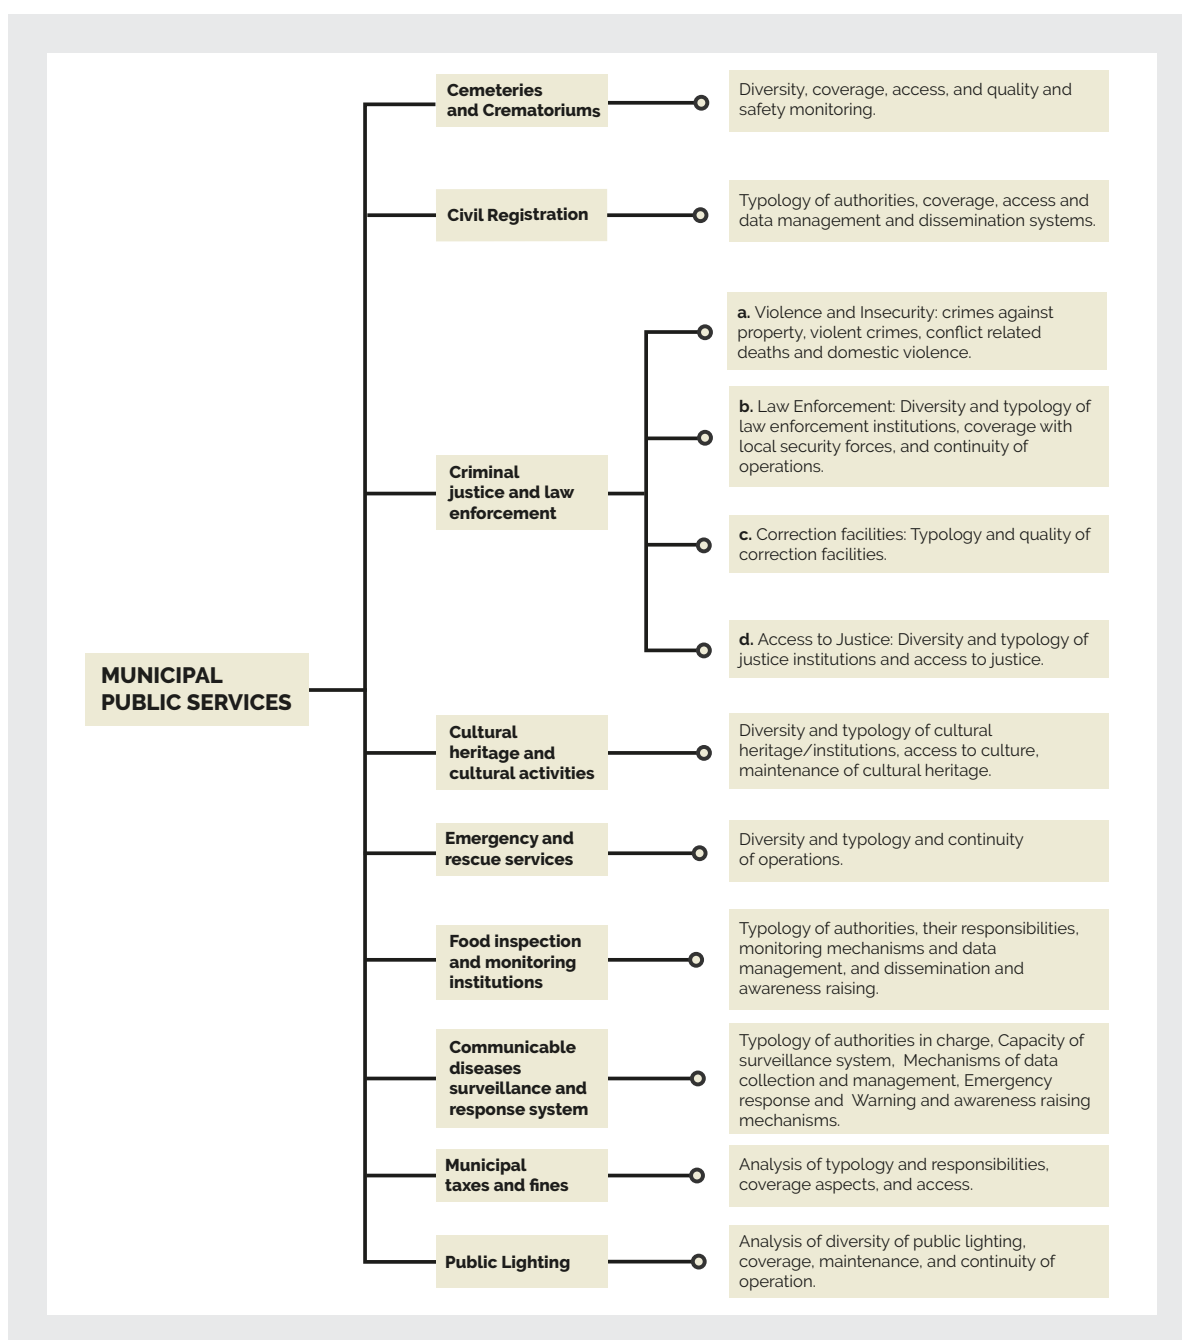 Cemeteries
and Crematoriums
Diversity, coverage, access, and quality and
safety monitoring.
Civil Registration
Typology of authorities, coverage, access and
data management and dissemination systems.
Criminal
justice and law
enforcement
a. Violence and Insecurity: crimes against
property, violent crimes, conflict related
deaths and domestic violence.
b. Law Enforcement: Diversity and typology of
law enforcement institutions, coverage with
local security forces, and continuity of
operations.
c. Correction facilities: Typology and quality of
correction facilities.
d. Access to Justice: Diversity and typology of
justice institutions and access to justice.
MUNICIPAL
PUBLIC SERVICES
Cultural
heritage and
cultural activities
Diversity and typology of cultural
heritage/institutions, access to culture,
maintenance of cultural heritage.
Emergency and
rescue services
Diversity and typology and continuity
of operations.
Food inspection
and monitoring
institutions
Typology of authorities, their responsibilities,
monitoring mechanisms and data
management, and dissemination and
awareness raising.
Communicable
diseases
surveillance and
response system
Typology of authorities in charge, Capacity of
surveillance system,  Mechanisms of data
collection and management, Emergency
response and  Warning and awareness raising
mechanisms.
Municipal
taxes and fines
Analysis of typology and responsibilities,
coverage aspects, and access.
Public Lighting
Analysis of diversity of public lighting,
coverage, maintenance, and continuity of
operation.